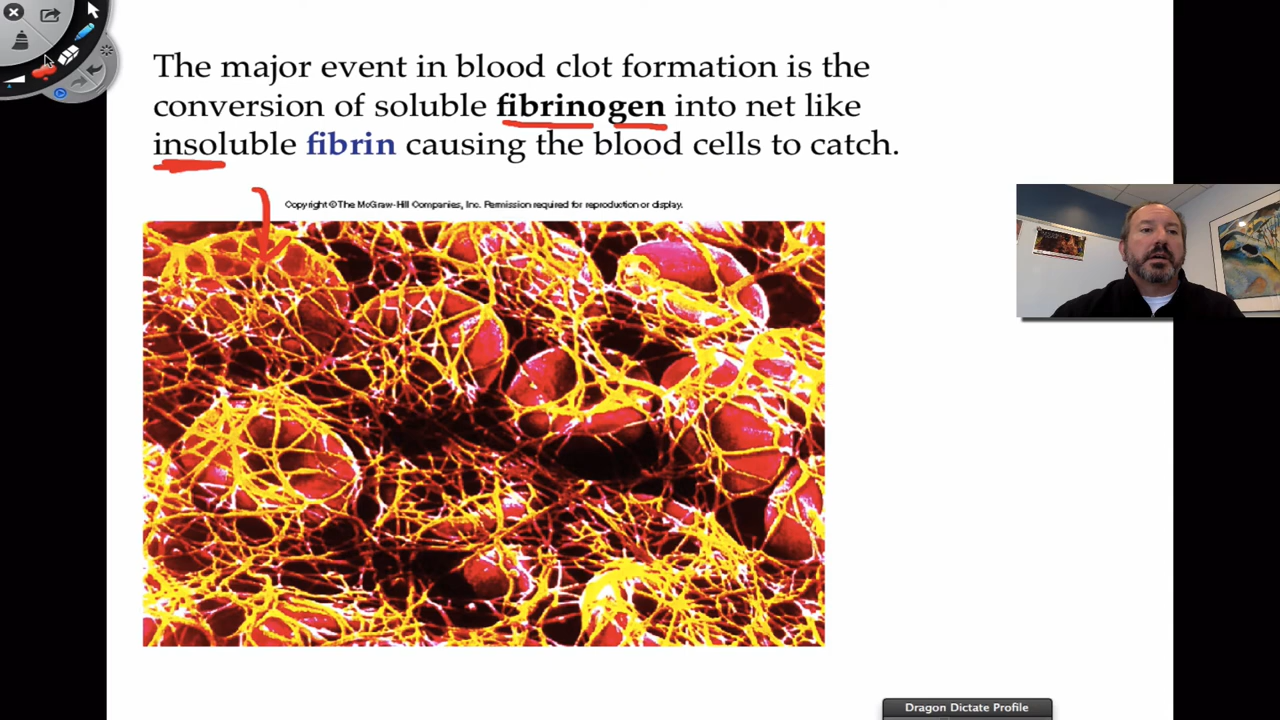 The major event in blood clot formation is the
conversion of soluble fibrinogen into net like
insoluble fibrin causing the blood cells to catch.
Copyright ©The McGraw-Hill Companies, Inc. Permission required for reproduction or display.
Dragon Dictate Profile